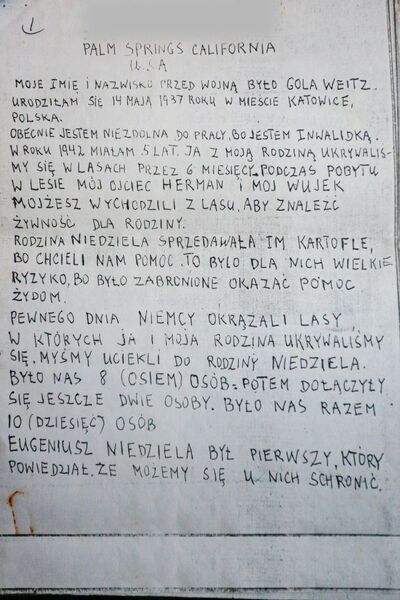 1
PALM SPRINGS CALIFORNIA
U.S.A
MOJE IMIĘ i NAZWISKO PRZED WOJNĄ BYŁO GOLA WEITZ.
URODZIŁAM SIĘ 14 MAJA 1937 ROKU W MIEŚCIE KATOWICE,
POLSKA.
OBECNIE JESTEM NIEZDOLNA DO PRACY, BO JESTEM INWALIDKĄ.
W ROKU 1942 MIAŁAM 5 LAT. JA Z MOJĄ RODZINĄ UKRYWALIŚ-
MY SIĘ W LASACH PRZEZ 6 MIESIĘCY. PODCZAS POBYTU
W LESIE MÓJ OJCIEC HERMAN i MÓJ WUJEK
MOJŻESZ WYCHODZILI Z LASU, ABY ZNALEZĆ
ŻYWNOŚĆ DLA RODZINY.
RODZINA NIEDZIELA SPRZEDAWAŁA IM KARTOFLE,
BO CHCIELI NAM POMÓC. TO BYŁO DLA NICH WIELKIE
RYZYKO, BO BYŁO ZABRONIONE OKAZAĆ POMOC
ŻYDOM.
PEWNEGO DNIA NIEMCY OKRĄŻALI LASY,
W KTÓRYCH JA i MOJA RODZINA UKRYWALIŚMY
SIĘ. MYŚMY UCIEKLI DO RODZINY NIEDZIELA.
BYŁO NAS 8 (OSIEM) OSÓB. POTEM DOŁĄCZYŁY
SIĘ JESZCZE DWIE OSOBY. BYŁO NAS RAZEM
10 (DZIESIĘĆ) OSÓB
EUGENIUSZ NIEDZIELA BYŁ PIERWSZY, KTÓRY
POWIEDZIAŁ, ŻE MOŻEMY SIĘ U NICH SCHRONIĆ.